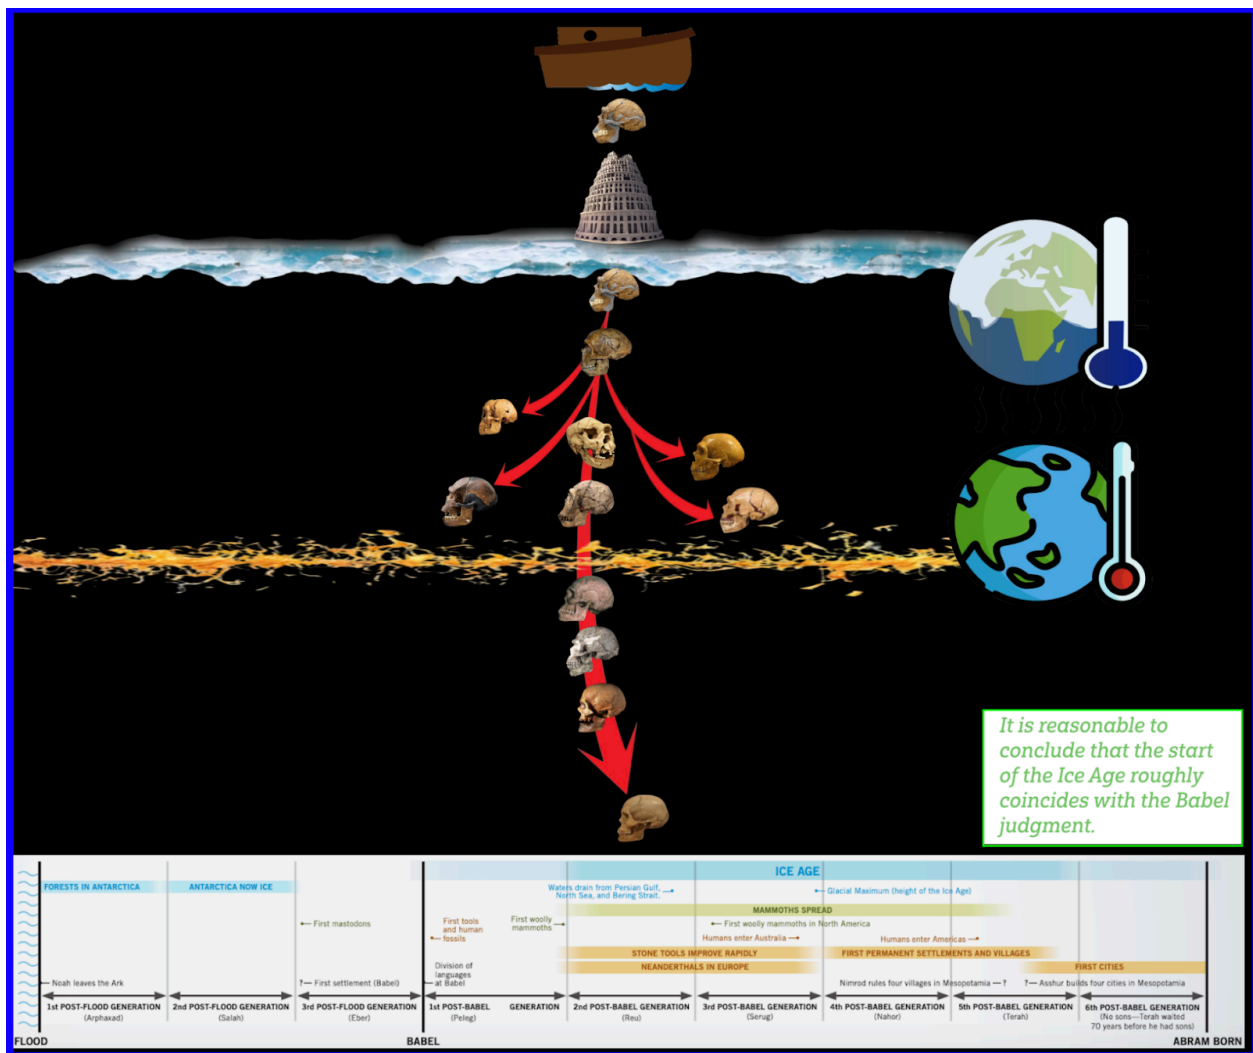 It is reasonable to
conclude that the start
of the Ice Age roughly
coincides with the Babel
judgment.
ICE AGE
FORESTS IN ANTARCTICA
ANTARCTICA NOW ICE
Waters drain from Persian Gulf,
North Sea, and Bering Strait.
Glacial Maximum (height of the Ice Age)
MAMMOTHS SPREAD
First mastodons
First tools
and human
fossils
First woolly
mammoths
First woolly mammoths in North America
Humans enter Australia
Humans enter Americas
STONE TOOLS IMPROVE RAPIDLY
FIRST PERMANENT SETTLEMENTS AND VILLAGES
NEANDERTHALS IN EUROPE
FIRST CITIES
Noah leaves the Ark
?— First settlement (Babel)
Division of
languages
at Babel
Nimrod rules four villages in Mesopotamia —?
?— Asshur builds four cities in Mesopotamia
1st POST-FLOOD GENERATION
(Arphaxad)
2nd POST-FLOOD GENERATION
(Salah)
3rd POST-FLOOD GENERATION
(Eber)
1st POST-BABEL GENERATION
(Peleg)
2nd POST-BABEL GENERATION
(Reu)
3rd POST-BABEL GENERATION
(Serug)
4th POST-BABEL GENERATION
(Nahor)
5th POST-BABEL GENERATION
(Terah)
6th POST-BABEL GENERATION
(No sons—Terah waited
70 years before he had sons)
FLOOD
BABEL
ABRAM BORN